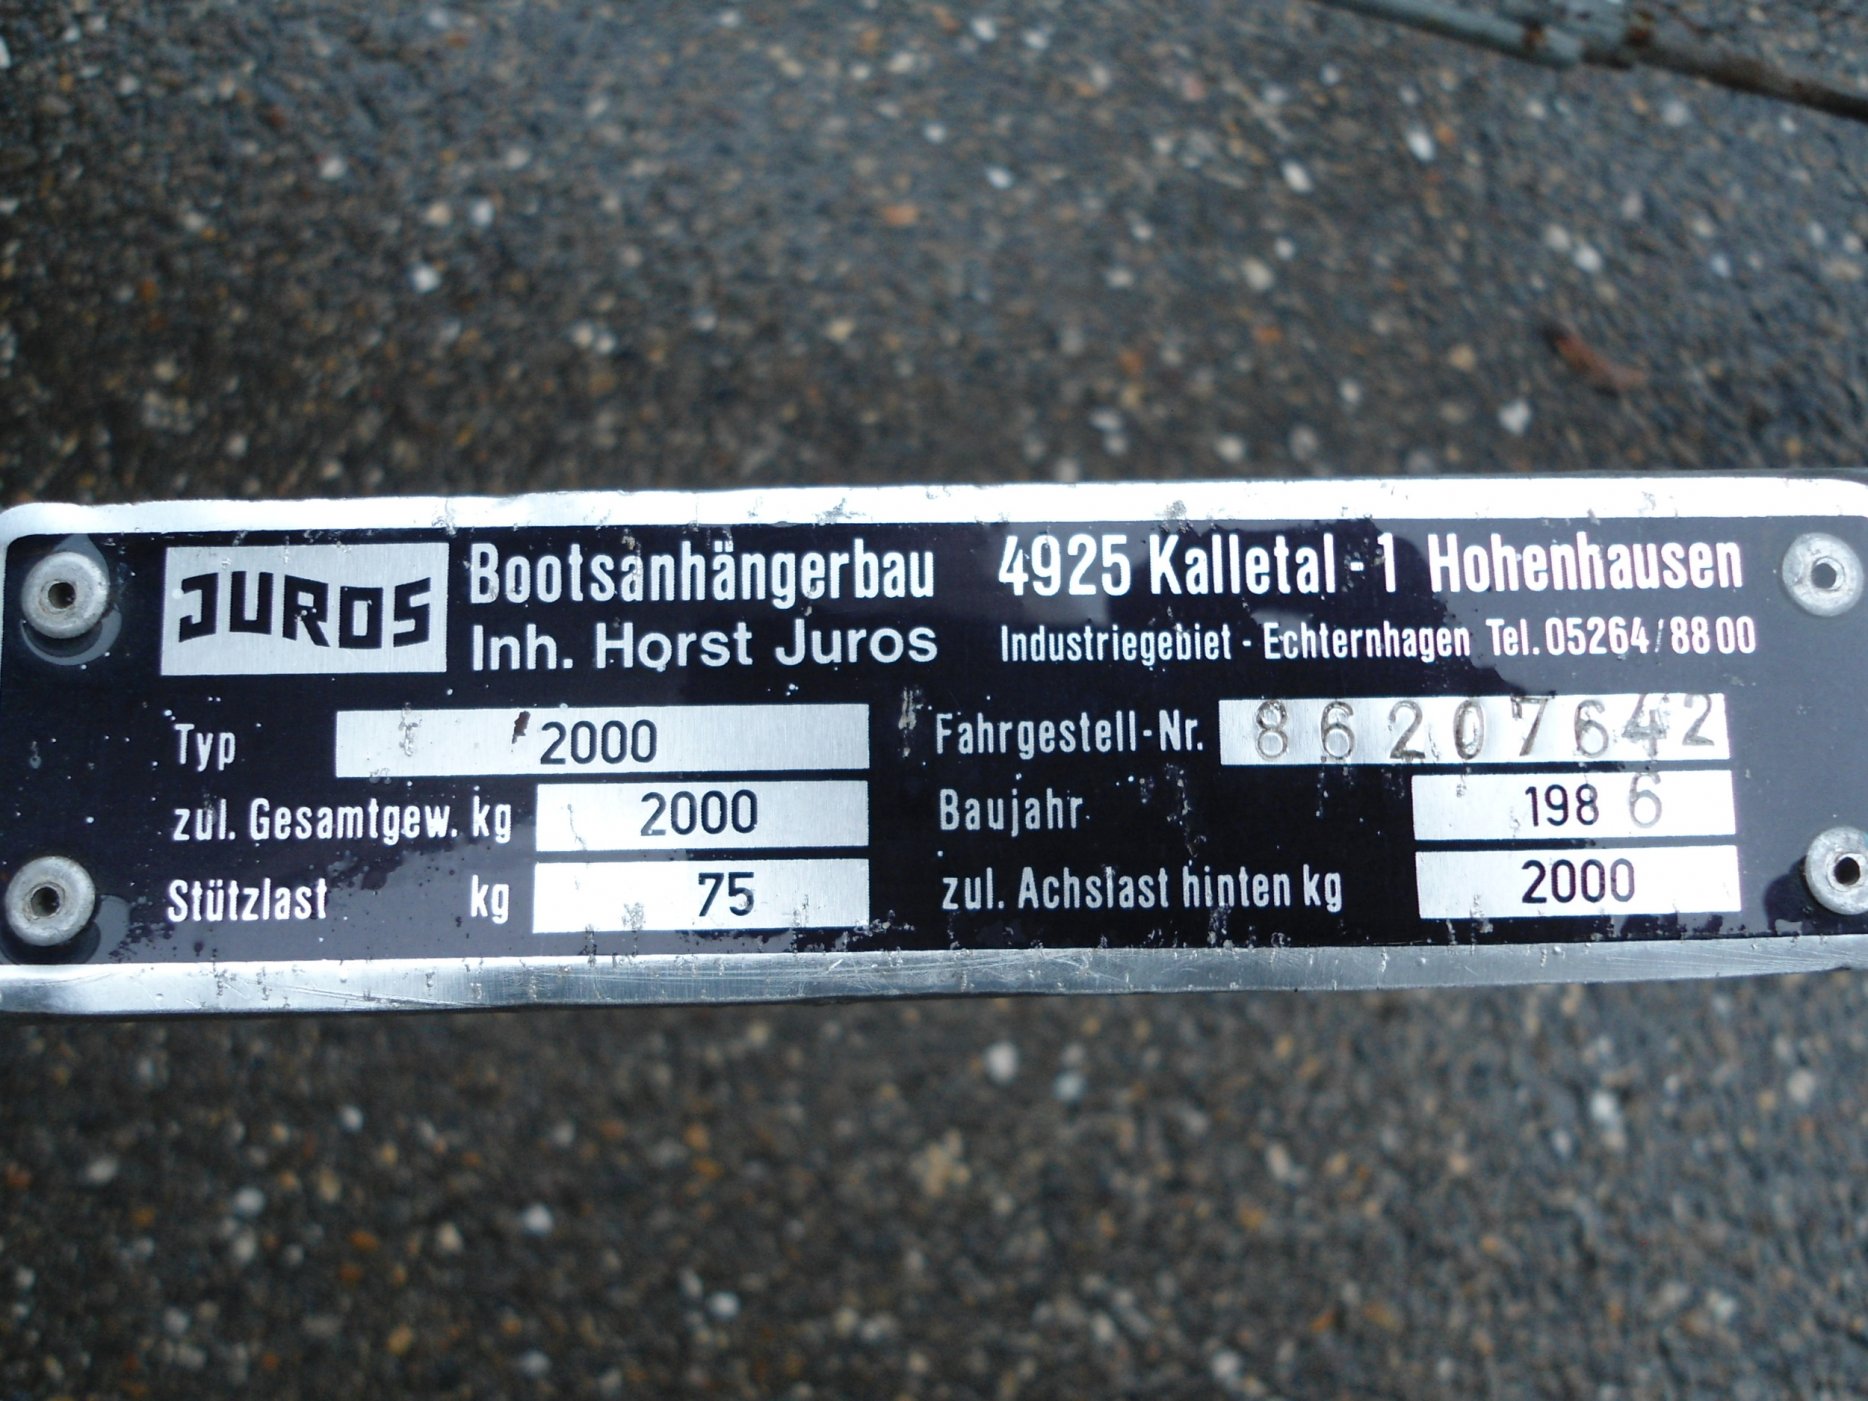 JUROS
Bootsanhängerbau 4925 Kalletal - 1 Hohenhausen
Inh. Horst Juros Industriegebiet - Echternhagen Tel. 05264/8800
Typ 2000 Fahrgestell-Nr. 86207642
zul. Gesamtgew. kg 2000 Baujahr 1986
Stützlast kg 75 zul. Achslast hinten kg 2000